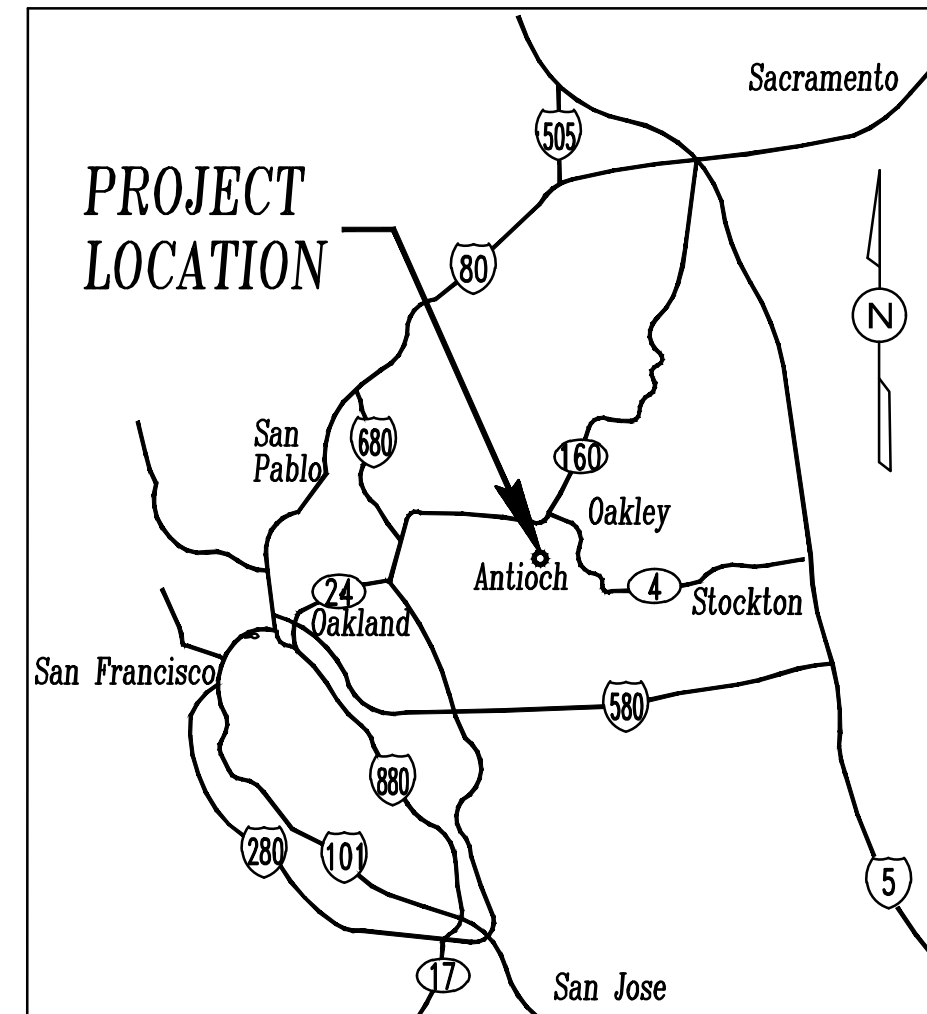 Sacramento
505
PROJECT
LOCATION
80
N
San
Pablo
680
160
Oakley
Antioch
24
4
Stockton
Oakland
San Francisco
580
880
280
101
5
17
San Jose